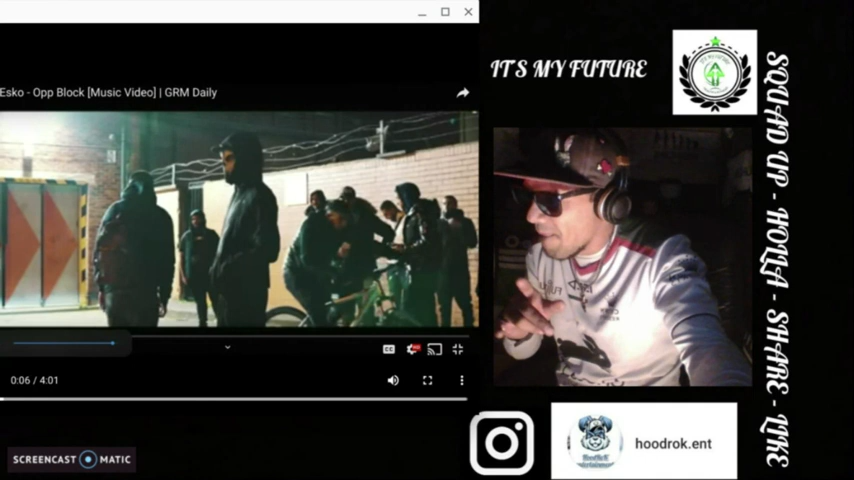 Esko - Opp Block [Music Video] | GRM Daily
IT'S MY FUTURE
SQUAD UP - HOLLA - SHARE - LIKE
CC
0:06 / 4:01
SCREENCAST MATIC
hoodrok.ent